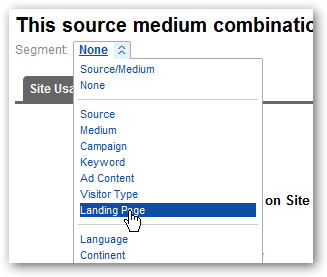 This source medium combinatio
Segment: None
Source/Medium
None
Site Usa
Source
Medium
Campaign
Keyword
Ad Content
Visitor Type
on Site
Landing Page
Language
Continent